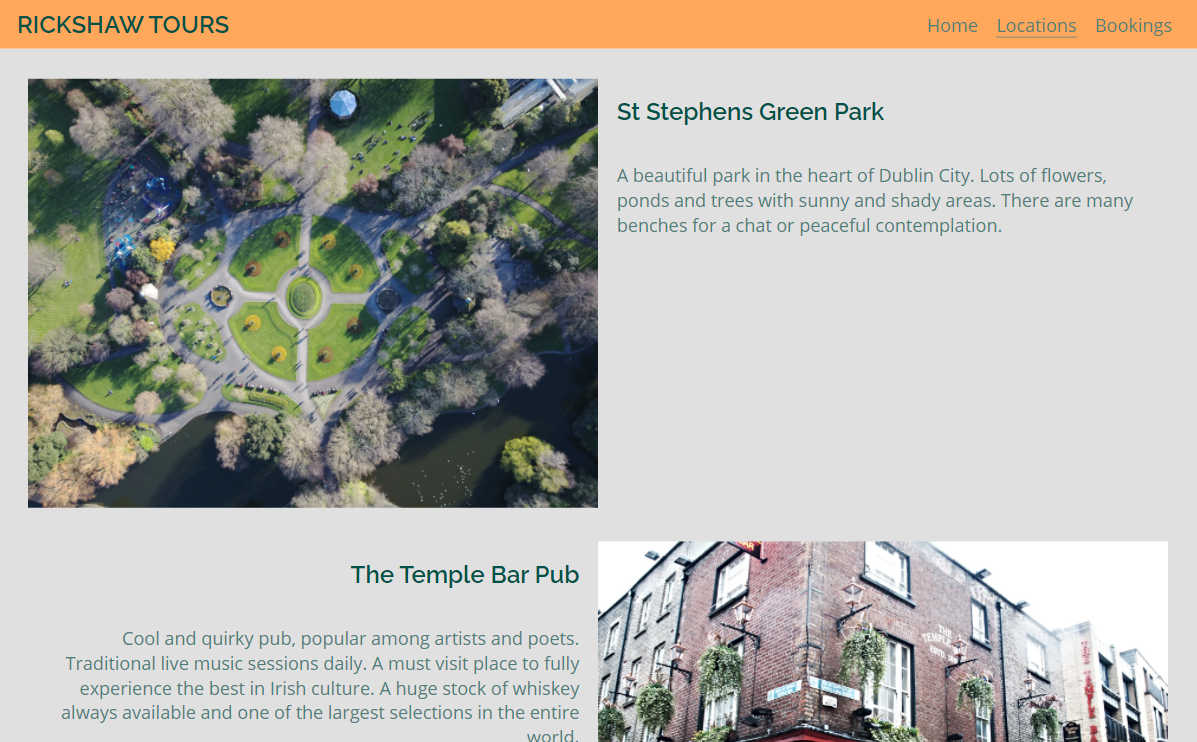 RICKSHAW TOURS
Home Locations Bookings
St Stephens Green Park
A beautiful park in the heart of Dublin City. Lots of flowers,
ponds and trees with sunny and shady areas. There are many
benches for a chat or peaceful contemplation.
The Temple Bar Pub
Cool and quirky pub, popular among artists and poets.
Traditional live music sessions daily. A must visit place to fully
experience the best in Irish culture. A huge stock of whiskey
always available and one of the largest selections in the entire
world.
THE
TEMPLE